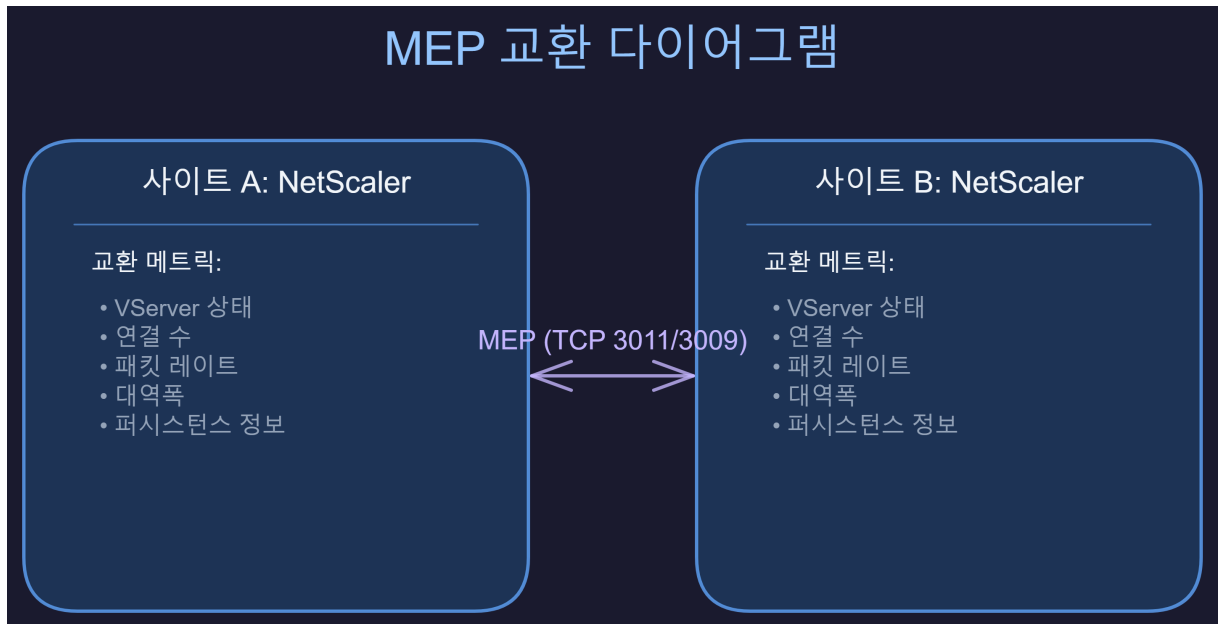 MEP 교환 다이어그램
사이트 A: NetScaler
교환 메트릭:
• VServer 상태
• 연결 수
• 패킷 레이트
• 대역폭
• 퍼시스턴스 정보
MEP (TCP 3011/3009)
사이트 B: NetScaler
교환 메트릭:
• VServer 상태
• 연결 수
• 패킷 레이트
• 대역폭
• 퍼시스턴스 정보